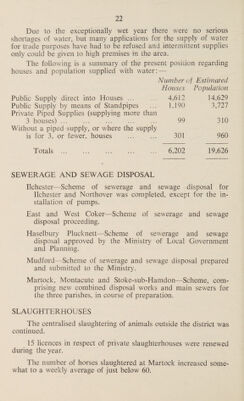 22
Due to the exceptionally wet year there were no serious
shortages of water, but many applications for the supply of water
for trade purposes have had to be refused and intermittent supplies
only could be given to high premises in the area.
The following is a summary of the present position regarding
houses and population supplied with water:—
Number of Estimated
Houses Population
Public Supply direct into Houses ... ... 4,612 14,629
Public Supply by means of Standpipes ... 1,190 3,727
Private Piped Supplies (supplying more than
3 houses) ... ... ... ... ... 99 310
Without a piped supply, or where the supply
is for 3, or fewer, houses ... ... 301 960
Totals ... ... ... ... 6,202 19,626
SEWERAGE AND SEWAGE DISPOSAL
Ilchester—Scheme of sewerage and sewage disposal for
Ilchester and Northover was completed, except for the in-
stallation of pumps.
East and West Coker—Scheme of sewerage and sewage
disposal proceeding.
Haselbury Plucknett—Scheme of sewerage and sewage
disposal approved by the Ministry of Local Government
and Planning.
Mudford—Scheme of sewerage and sewage disposal prepared
and submitted to the Ministry.
Martock, Montacute and Stoke-sub-Hamdon—Scheme, com-
prising new combined disposal works and main sewers for
the three parishes, in course of preparation.
SLAUGHTERHOUSES
The centralised slaughtering of animals outside the district was
continued.
15 licences in respect of private slaughterhouses were renewed
during the year.
The number of horses slaughtered at Martock increased some-
what to a weekly average of just below 60.